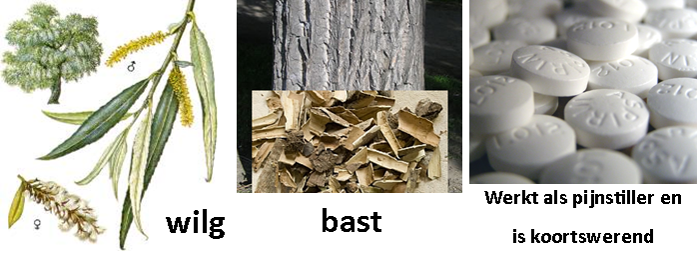 wilg
bast
Werkt als pijnstiller en
is koortswerend